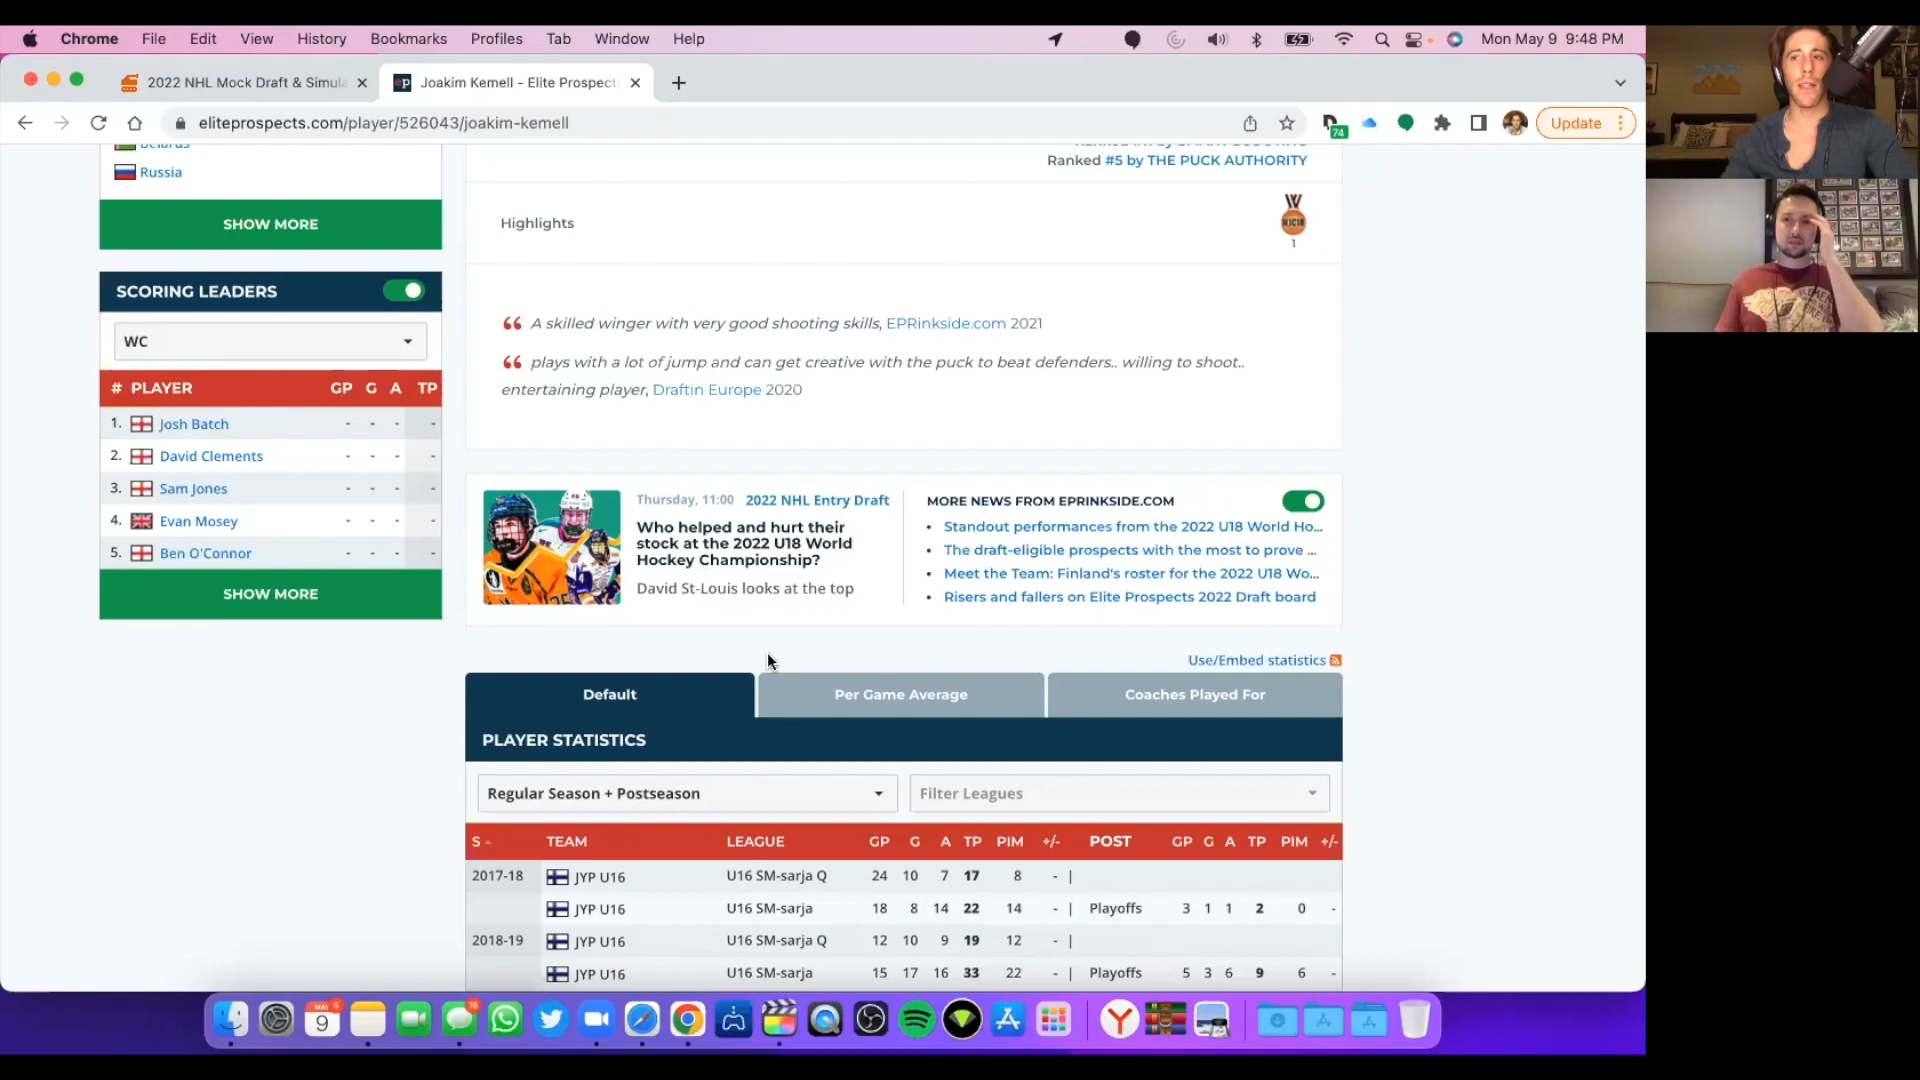 Chrome File Edit View History Bookmarks Profiles Tab Window Help Mon May 9 9:48 PM
2022 NHL Mock Draft & Simula
ep Joakim Kemell - Elite Prospects
eliteprospects.com/player/526043/joakim-kemell
74
Update
Belarus
Russia
SHOW MORE
SCORING LEADERS
WC
# PLAYER GP G A TP
1. Josh Batch - - - -
2. David Clements - - - -
3. Sam Jones - - - -
4. Evan Mosey - - - -
5. Ben O'Connor - - - -
SHOW MORE
Ranked #5 by THE PUCK AUTHORITY
Highlights
1
“ A skilled winger with very good shooting skills, EPRinkside.com 2021
“ plays with a lot of jump and can get creative with the puck to beat defenders.. willing to shoot..
entertaining player, Draftin Europe 2020
Thursday, 11:00 2022 NHL Entry Draft
Who helped and hurt their
stock at the 2022 U18 World
Hockey Championship?
David St-Louis looks at the top
MORE NEWS FROM EPRINKSIDE.COM
• Standout performances from the 2022 U18 World Ho...
• The draft-eligible prospects with the most to prove ...
• Meet the Team: Finland's roster for the 2022 U18 Wo...
• Risers and fallers on Elite Prospects 2022 Draft board
Use/Embed statistics
Default Per Game Average Coaches Played For
PLAYER STATISTICS
Regular Season + Postseason Filter Leagues
S TEAM LEAGUE GP G A TP PIM +/- POST GP G A TP PIM +/-
2017-18 JYP U16 U16 SM-sarja Q 24 10 7 17 8 - |
JYP U16 U16 SM-sarja 18 8 14 22 14 - | Playoffs 3 1 1 2 0 -
2018-19 JYP U16 U16 SM-sarja Q 12 10 9 19 12 - |
JYP U16 U16 SM-sarja 15 17 16 33 22 - | Playoffs 5 3 6 9 6 -
MAY 5
9
16